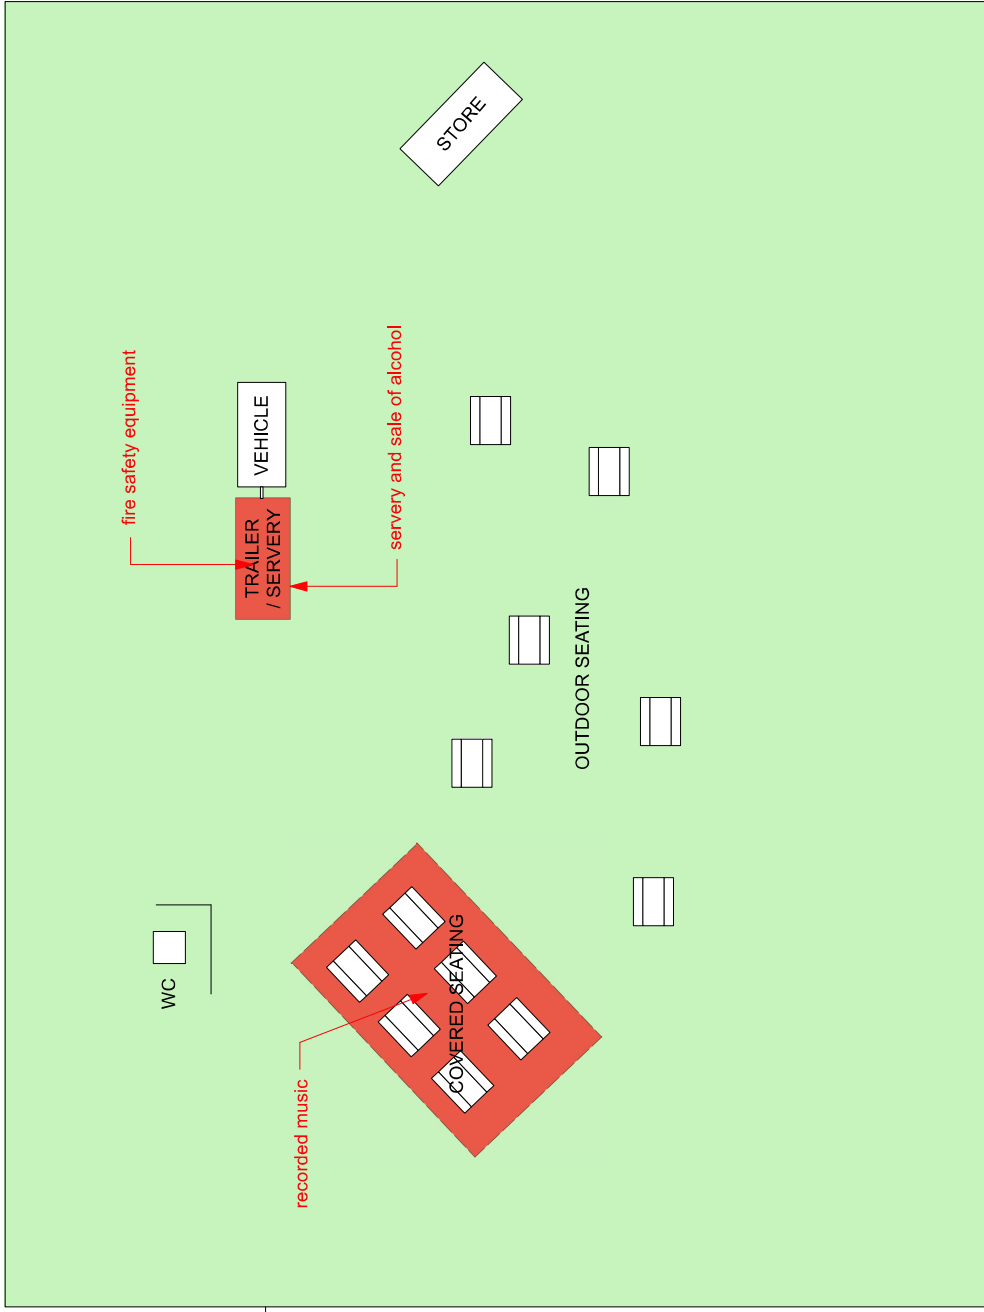 STORE
fire safety equipment
VEHICLE
servery and sale of alcohol
TRAILER
/ SERVERY
OUTDOOR SEATING
WC
COVERED SEATING
recorded music